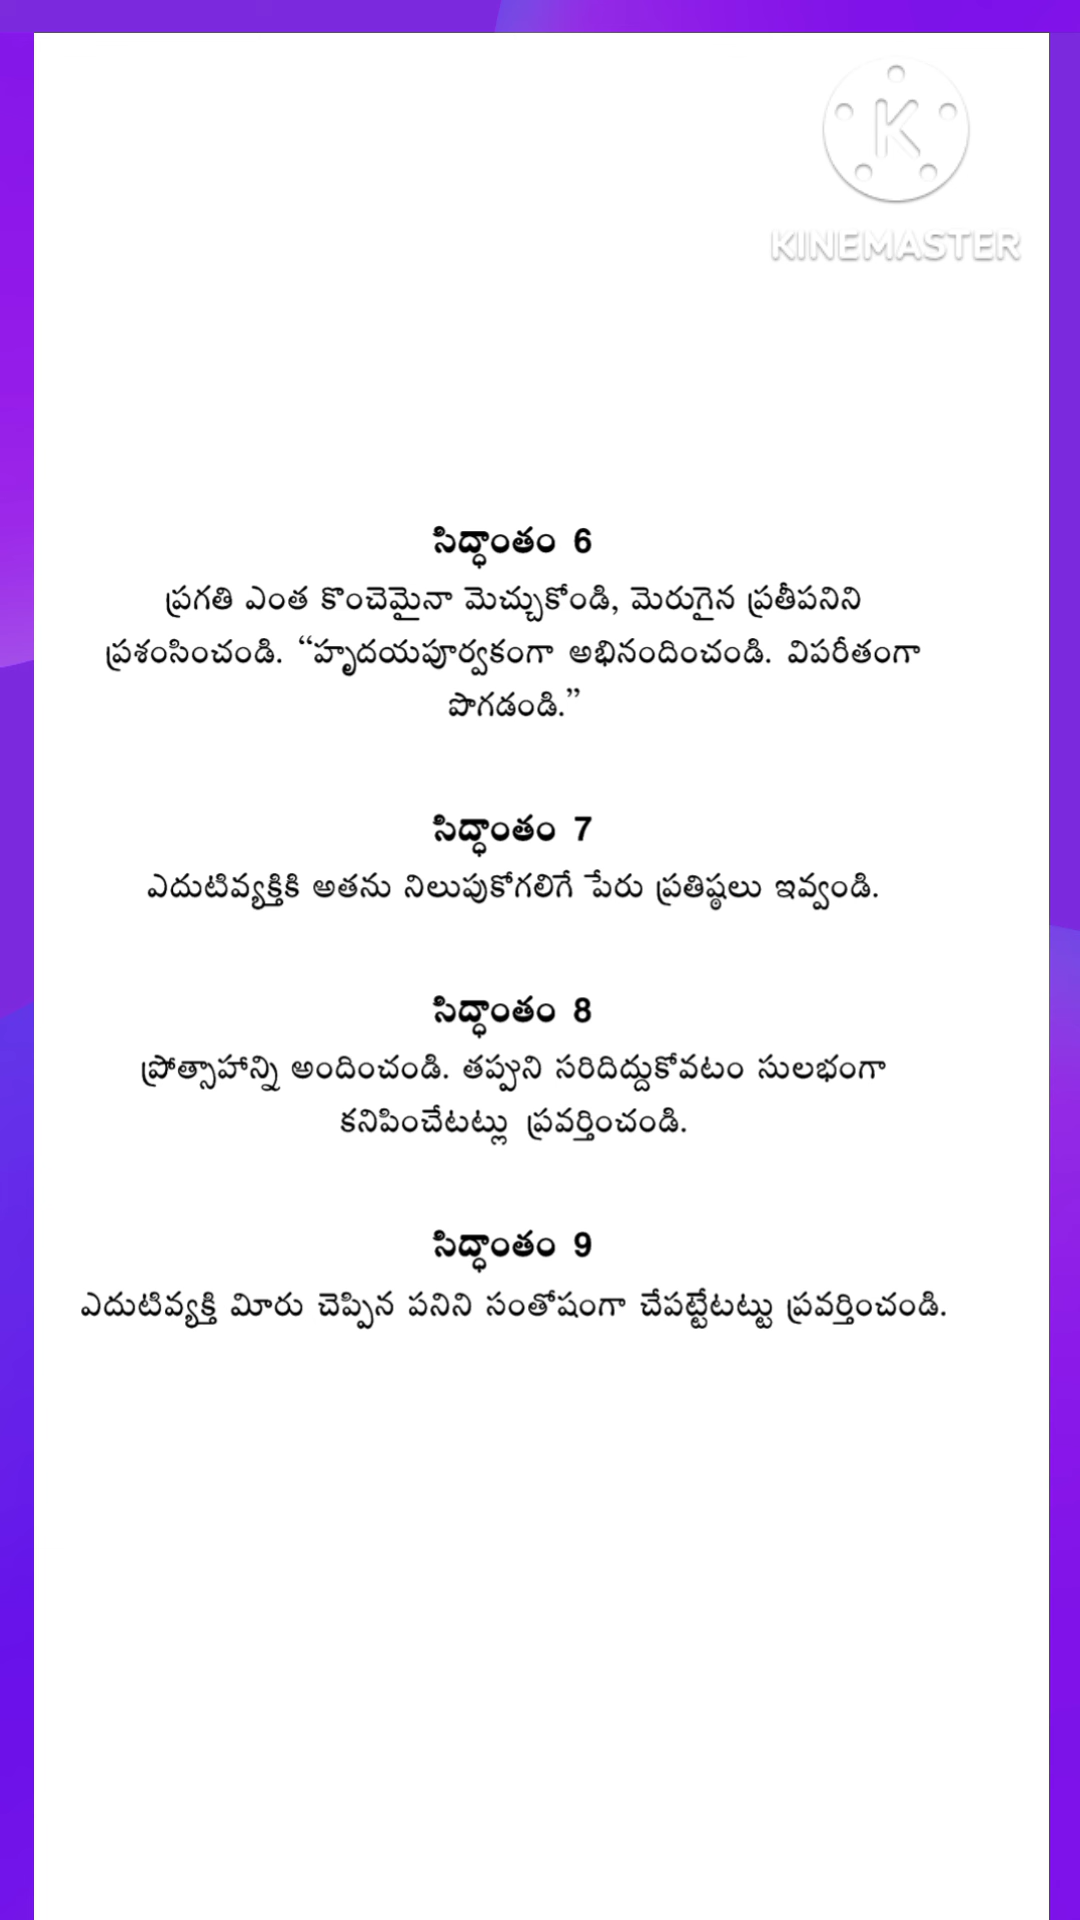 KINEMASTER
సిద్ధాంతం 6
ప్రగతి ఎంత కొంచెమైనా మెచ్చుకోండి, మెరుగైన ప్రతీపనిని
ప్రశంసించండి. “హృదయపూర్వకంగా అభినందించండి. విపరీతంగా
పొగడండి.”
సిద్ధాంతం 7
ఎదుటివ్యక్తికి అతను నిలుపుకోగలిగే పేరు ప్రతిష్ఠలు ఇవ్వండి.
సిద్ధాంతం 8
ప్రోత్సాహాన్ని అందించండి. తప్పుని సరిదిద్దుకోవటం సులభంగా
కనిపించేటట్లు ప్రవర్తించండి.
సిద్ధాంతం 9
ఎదుటివ్యక్తి మీరు చెప్పిన పనిని సంతోషంగా చేపట్టేటట్టు ప్రవర్తించండి.